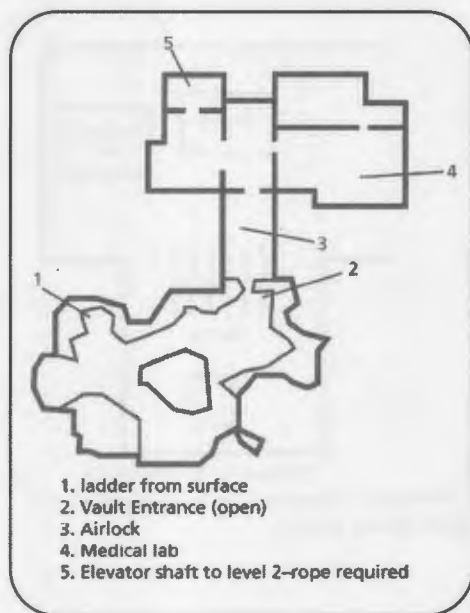 5
4
3
2
1
1. ladder from surface
2. Vault Entrance (open)
3. Airlock
4. Medical lab
5. Elevator shaft to level 2–rope required